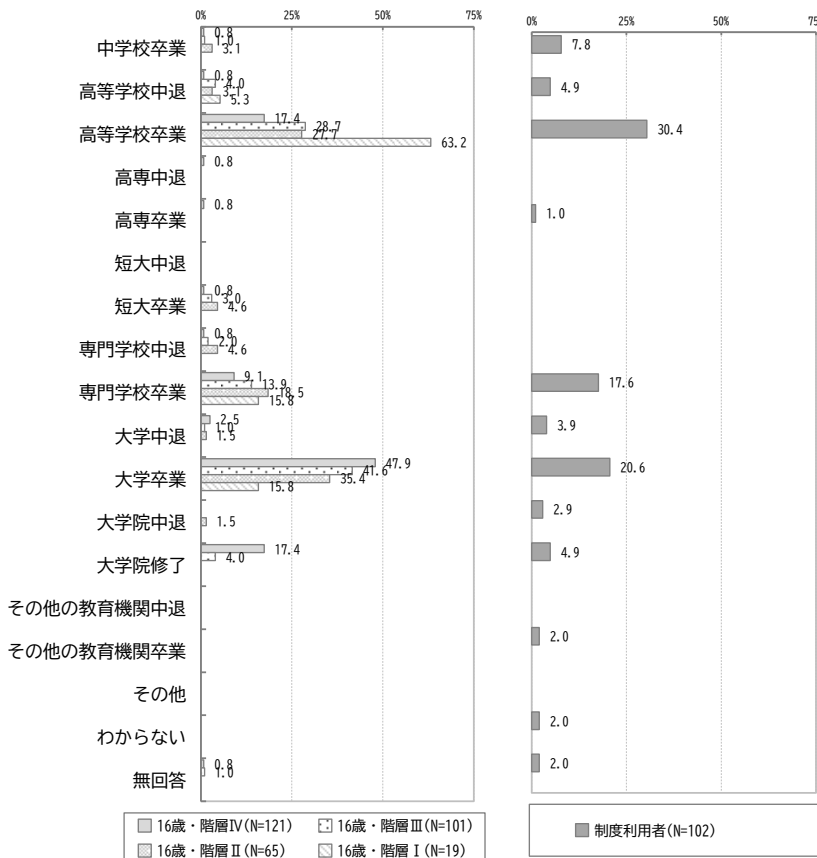 0% 25% 50% 75%
0% 25% 50% 75%
中学校卒業 0.8 1.0 3.1 7.8
高等学校中退 0.8 4.0 3.1 5.3 4.9
高等学校卒業 17.4 28.7 27.7 63.2 30.4
高専中退 0.8
高専卒業 0.8 1.0
短大中退
短大卒業 0.8 3.0 4.6
専門学校中退 0.8 2.0 4.6
専門学校卒業 9.1 13.9 18.5 15.8 17.6
大学中退 2.5 1.0 1.5 3.9
大学卒業 47.9 41.6 35.4 15.8 20.6
大学院中退 1.5 2.9
大学院修了 17.4 4.0 4.9
その他の教育機関中退
その他の教育機関卒業 2.0
その他
わからない 2.0
無回答 0.8 1.0 2.0
16歳・階層Ⅳ(N=121) 16歳・階層Ⅲ(N=101)
16歳・階層Ⅱ(N=65) 16歳・階層Ⅰ(N=19)
制度利用者(N=102)